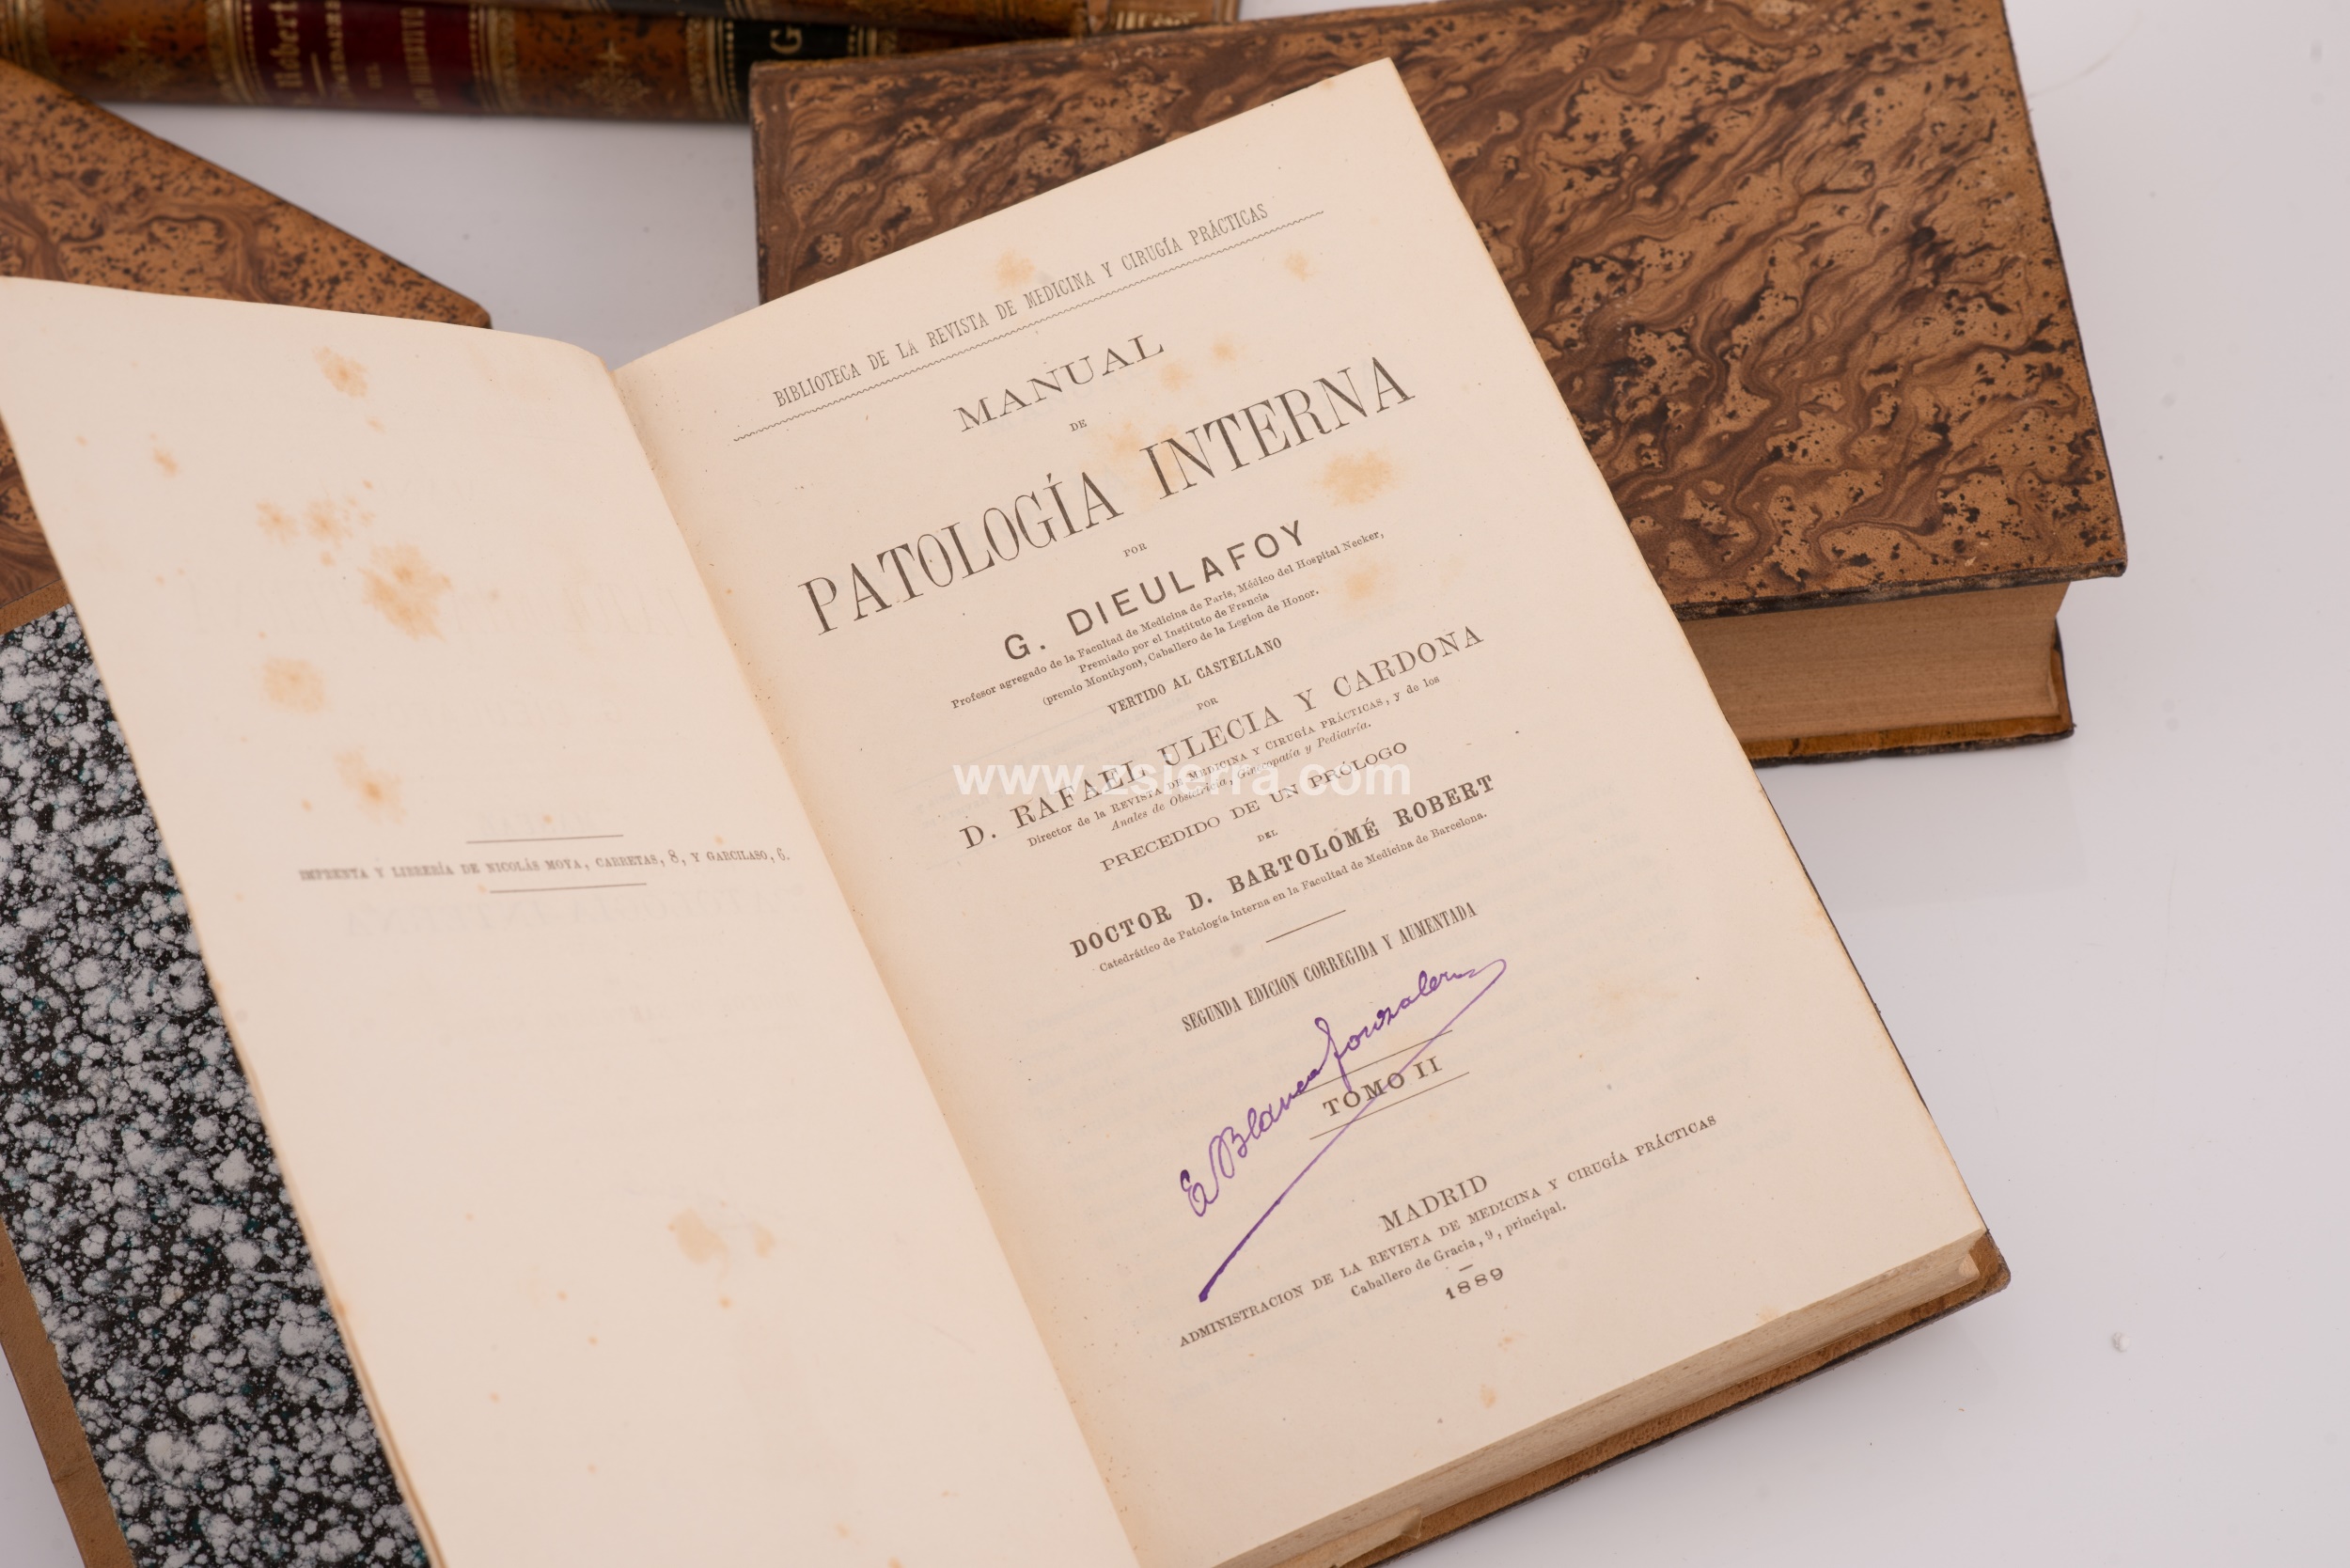 Robert
G
BIBLIOTECA DE LA REVISTA DE MEDICINA Y CIRUGÍA PRÁCTICAS
MANUAL
DE
PATOLOGÍA INTERNA
POR
G. DIEULAFOY
Profesor agregado de la Facultad de Medicina de París, Médico del Hospital Necker,
Premiado por el Instituto de Francia
(premio Monthyon), Caballero de la Legion de Honor.
VERTIDO AL CASTELLANO
POR
D. RAFAEL ULECIA Y CARDONA
Director de la REVISTA DE MEDICINA Y CIRUGÍA PRÁCTICAS, y de los
Anales de Obstetricia, Ginecopatía y Pediatría.
PRECEDIDO DE UN PRÓLOGO
DEL
DOCTOR D. BARTOLOMÉ ROBERT
Catedrático de Patología interna en la Facultad de Medicina de Barcelona.
SEGUNDA EDICION CORREGIDA Y AUMENTADA
E Blanco Gonzalez
TOMO II
MADRID
ADMINISTRACION DE LA REVISTA DE MEDICINA Y CIRUGÍA PRÁCTICAS
Caballero de Gracia, 9, principal.
1889
IMPRENTA Y LIBRERÍA DE NICOLÁS MOYA, CARRETAS, 8, Y GARCILASO, 6.
www.zsierra.com